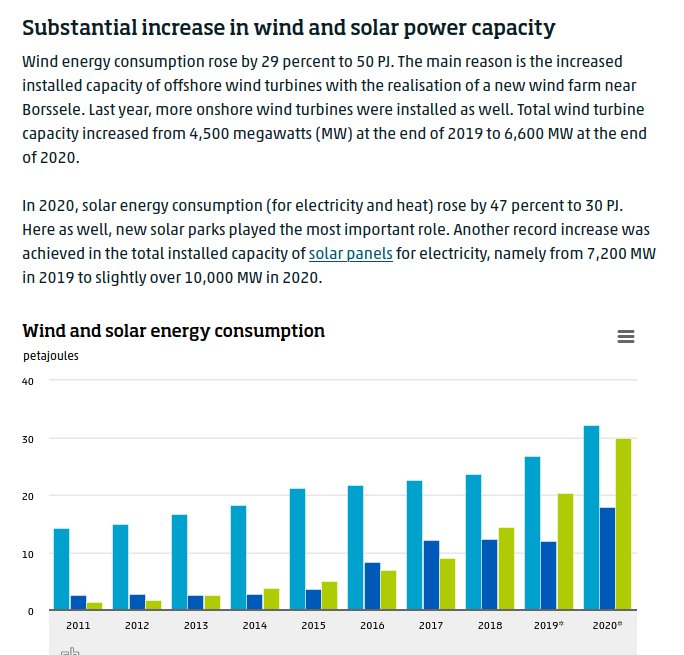 Substantial increase in wind and solar power capacity
Wind energy consumption rose by 29 percent to 50 PJ. The main reason is the increased
installed capacity of offshore wind turbines with the realisation of a new wind farm near
Borssele. Last year, more onshore wind turbines were installed as well. Total wind turbine
capacity increased from 4,500 megawatts (MW) at the end of 2019 to 6,600 MW at the end
of 2020.
In 2020, solar energy consumption (for electricity and heat) rose by 47 percent to 30 PJ.
Here as well, new solar parks played the most important role. Another record increase was
achieved in the total installed capacity of solar panels for electricity, namely from 7,200 MW
in 2019 to slightly over 10,000 MW in 2020.
Wind and solar energy consumption
petajoules
40
30
20
10
0
2011 2012 2013 2014 2015 2016 2017 2018 2019* 2020*